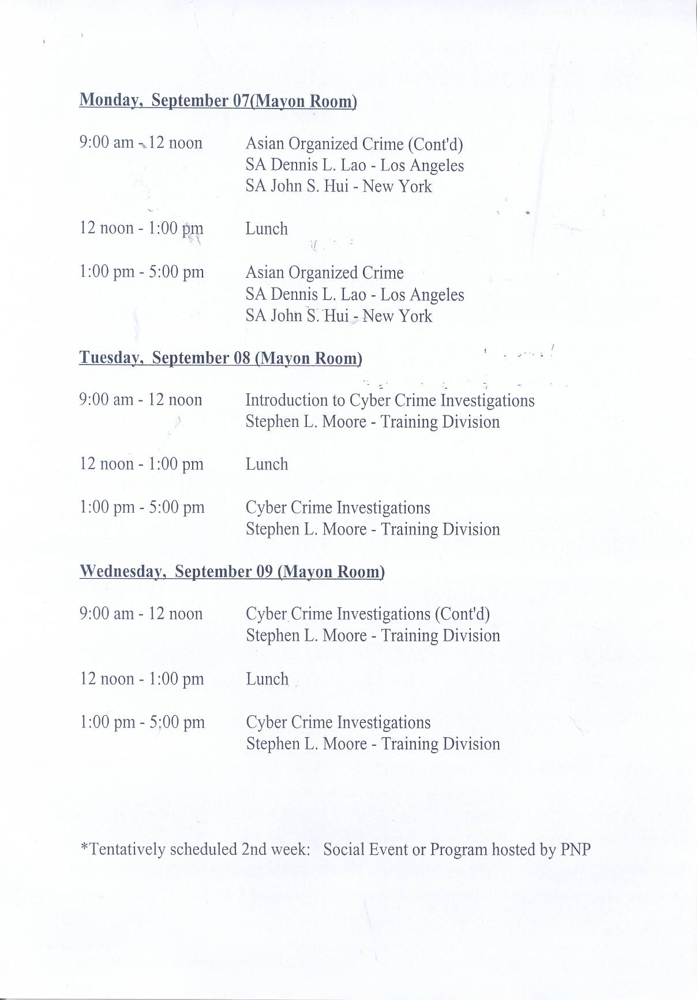 Monday, September 07(Mayon Room)
9:00 am - 12 noon Asian Organized Crime (Cont'd)
SA Dennis L. Lao - Los Angeles
SA John S. Hui - New York
12 noon - 1:00 pm Lunch
1:00 pm - 5:00 pm Asian Organized Crime
SA Dennis L. Lao - Los Angeles
SA John S. Hui - New York
Tuesday, September 08 (Mayon Room)
9:00 am - 12 noon Introduction to Cyber Crime Investigations
Stephen L. Moore - Training Division
12 noon - 1:00 pm Lunch
1:00 pm - 5:00 pm Cyber Crime Investigations
Stephen L. Moore - Training Division
Wednesday, September 09 (Mayon Room)
9:00 am - 12 noon Cyber Crime Investigations (Cont'd)
Stephen L. Moore - Training Division
12 noon - 1:00 pm Lunch
1:00 pm - 5:00 pm Cyber Crime Investigations
Stephen L. Moore - Training Division
*Tentatively scheduled 2nd week: Social Event or Program hosted by PNP